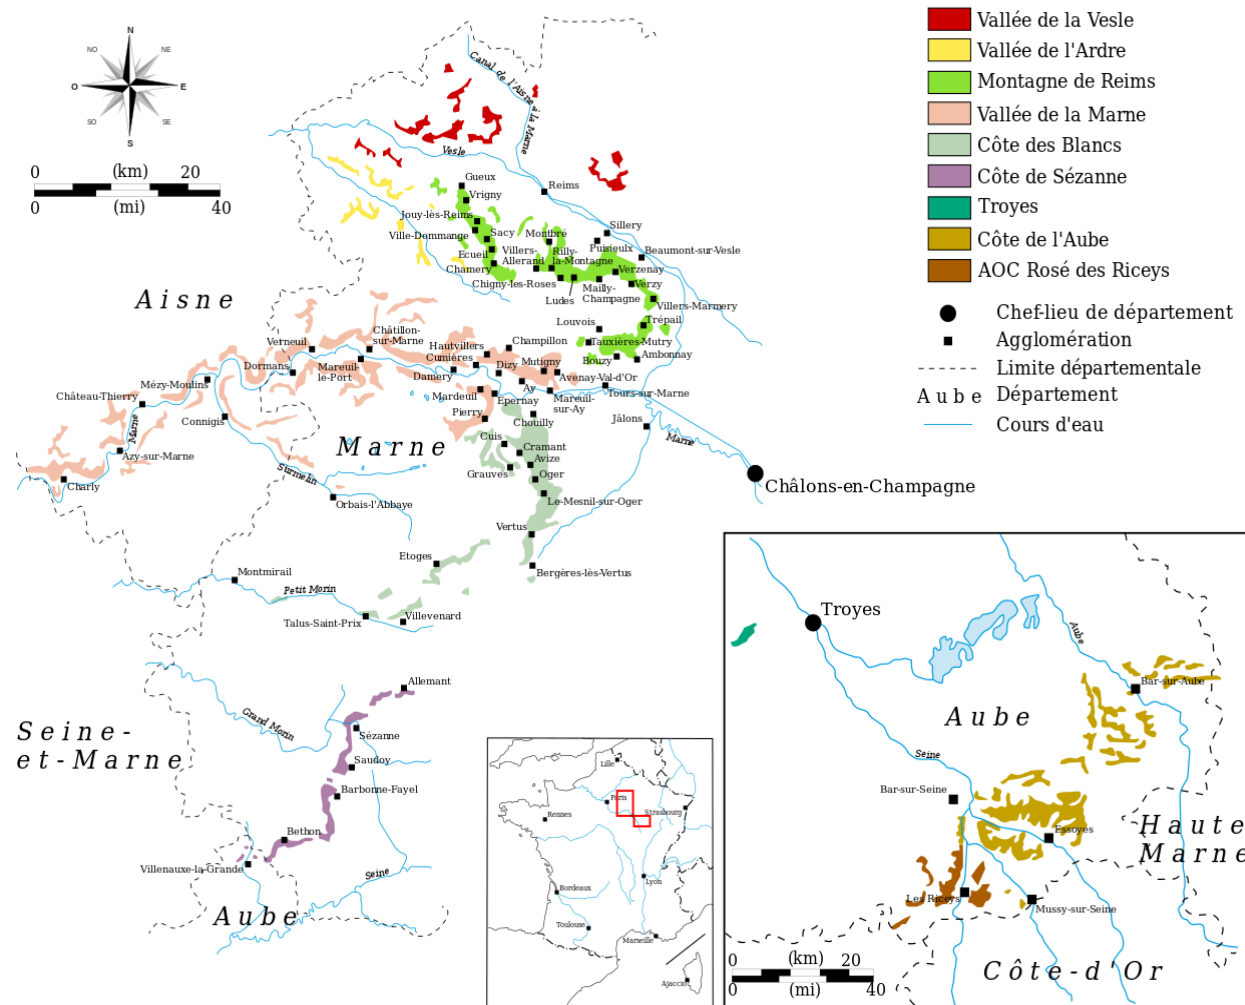 N
NO
NE
O
E
SO
SE
S
0 (km) 20
0 (mi) 40
Vallée de la Vesle
Vallée de l'Ardre
Montagne de Reims
Vallée de la Marne
Côte des Blancs
Côte de Sézanne
Troyes
Côte de l'Aube
AOC Rosé des Riceys
Chef-lieu de département
Agglomération
Limite départementale
Aube Département
Cours d'eau
Canal de l'Aisne à la Marne
Vesle
Gueux
Vrigny
Reims
Jouy-lès-Reims
Ville-Dommange
Sacy
Ecueil
Chamery
Villers-
Allerand
Montbré
Rilly-
la-Montagne
Puisieulx
Sillery
Beaumont-sur-Vesle
Chigny-les-Roses
Ludes
Mailly-
Champagne
Verzenay
Verzy
Villers-Marmery
Aisne
Louvois
Trépail
Tauxières-Mutry
Bouzy
Ambonnay
Verneuil
Châtillon-
sur-Marne
Hautvillers
Champillon
Cumières
Dormans
Mareuil-
le-Port
Damery
Dizy
Mutigny
Avenay-Val-d'Or
Mézy-Moulins
Château-Thierry
Connigis
Mardeuil
Ay
Epernay
Mareuil-
sur-Ay
Tours-sur-Marne
Pierry
Chouilly
Jâlons
Marne
Marne
Marne
Azy-sur-Marne
Charly
Surmelin
Orbais-l'Abbaye
Cuis
Cramant
Avize
Grauves
Oger
Le-Mesnil-sur-Oger
Châlons-en-Champagne
Vertus
Etoges
Bergères-lès-Vertus
Montmirail
Petit Morin
Talus-Saint-Prix
Villevenard
Allemant
Grand Morin
Seine-
et-Marne
Sézanne
Saudoy
Barbonne-Fayel
Bethon
Villenauxe-la-Grande
Seine
Aube
Lille
Paris
Strasbourg
Rennes
Lyon
Bordeaux
Toulouse
Marseille
Ajaccio
Troyes
Aube
Bar-sur-Aube
Aube
Seine
Bar-sur-Seine
Essoyes
Haute
Marne
Les Riceys
Mussy-sur-Seine
Côte-d'Or
0 (km) 20
0 (mi) 40